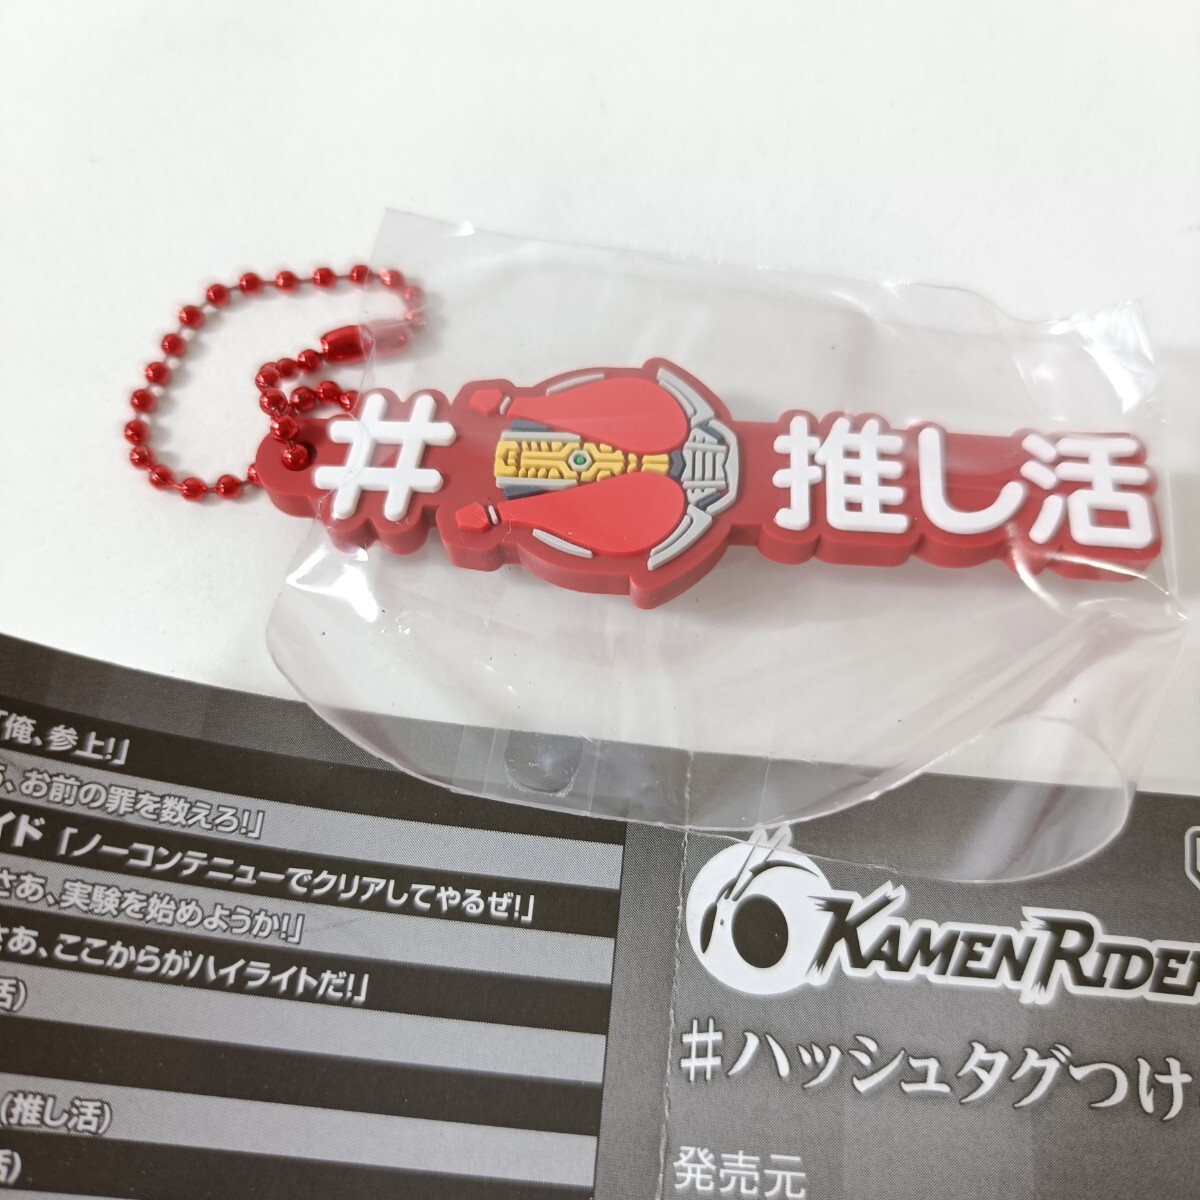 #推し活
「俺、参上!」
、お前の罪を数えろ!」
イド「ノーコンテニューでクリアしてやるぜ!」
さあ、実験を始めようか!」
さあ、ここからがハイライトだ!」
活)
(推し活)
活)
KAMEN RIDER
#ハッシュタグつけ
発売元